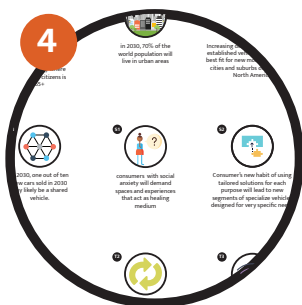 4
in 2030, 70% of the
world population will
live in urban areas
Increasing
established
best fit for new
cities and suburbs
North
citizens is
S1
S2
2030, one out of ten
cars sold in 2030
likely be a shared
vehicle.
?
consumers with social
anxiety will demand
spaces and experiences
that act as healing
medium
Consumer's new habit of using
tailored solutions for each
purpose will lead to new
segments of specialize
designed for very specific
T2
T3